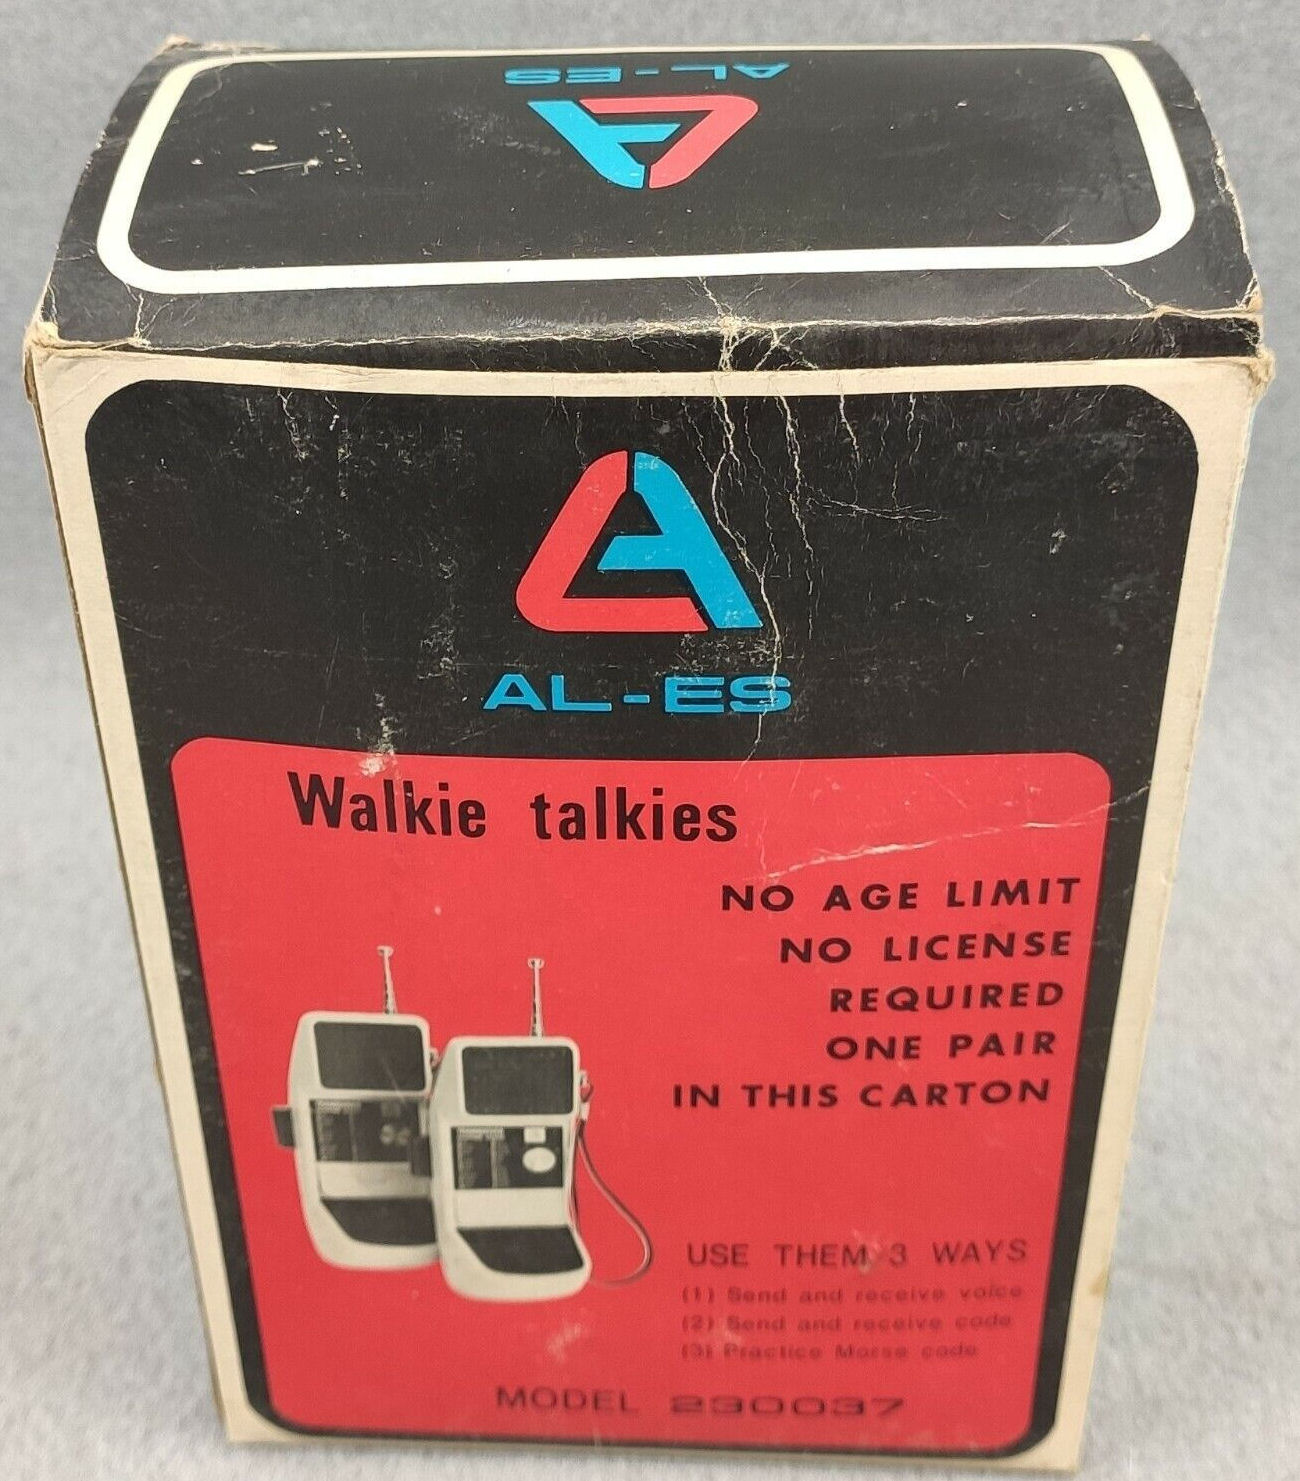 AL-ES
AL-ES
Walkie talkies
NO AGE LIMIT
NO LICENSE
REQUIRED
ONE PAIR
IN THIS CARTON
USE THEM 3 WAYS
(1) Send and receive voice
(2) Send and receive code
(3) Practice Morse code
MODEL 230037